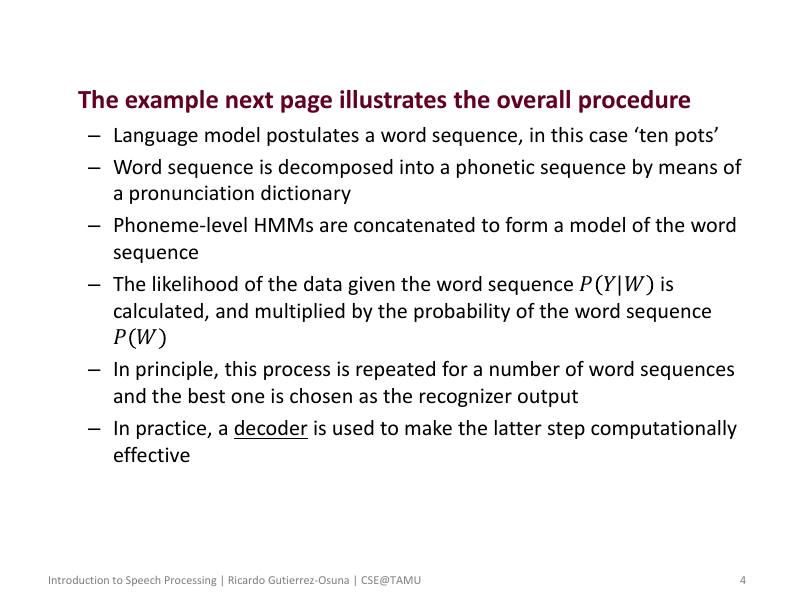 The example next page illustrates the overall procedure
– Language model postulates a word sequence, in this case ‘ten pots’
– Word sequence is decomposed into a phonetic sequence by means of
a pronunciation dictionary
– Phoneme-level HMMs are concatenated to form a model of the word
sequence
– The likelihood of the data given the word sequence 𝑃(𝑌|𝑊) is
calculated, and multiplied by the probability of the word sequence
𝑃(𝑊)
– In principle, this process is repeated for a number of word sequences
and the best one is chosen as the recognizer output
– In practice, a decoder is used to make the latter step computationally
effective
Introduction to Speech Processing | Ricardo Gutierrez-Osuna | CSE@TAMU 4